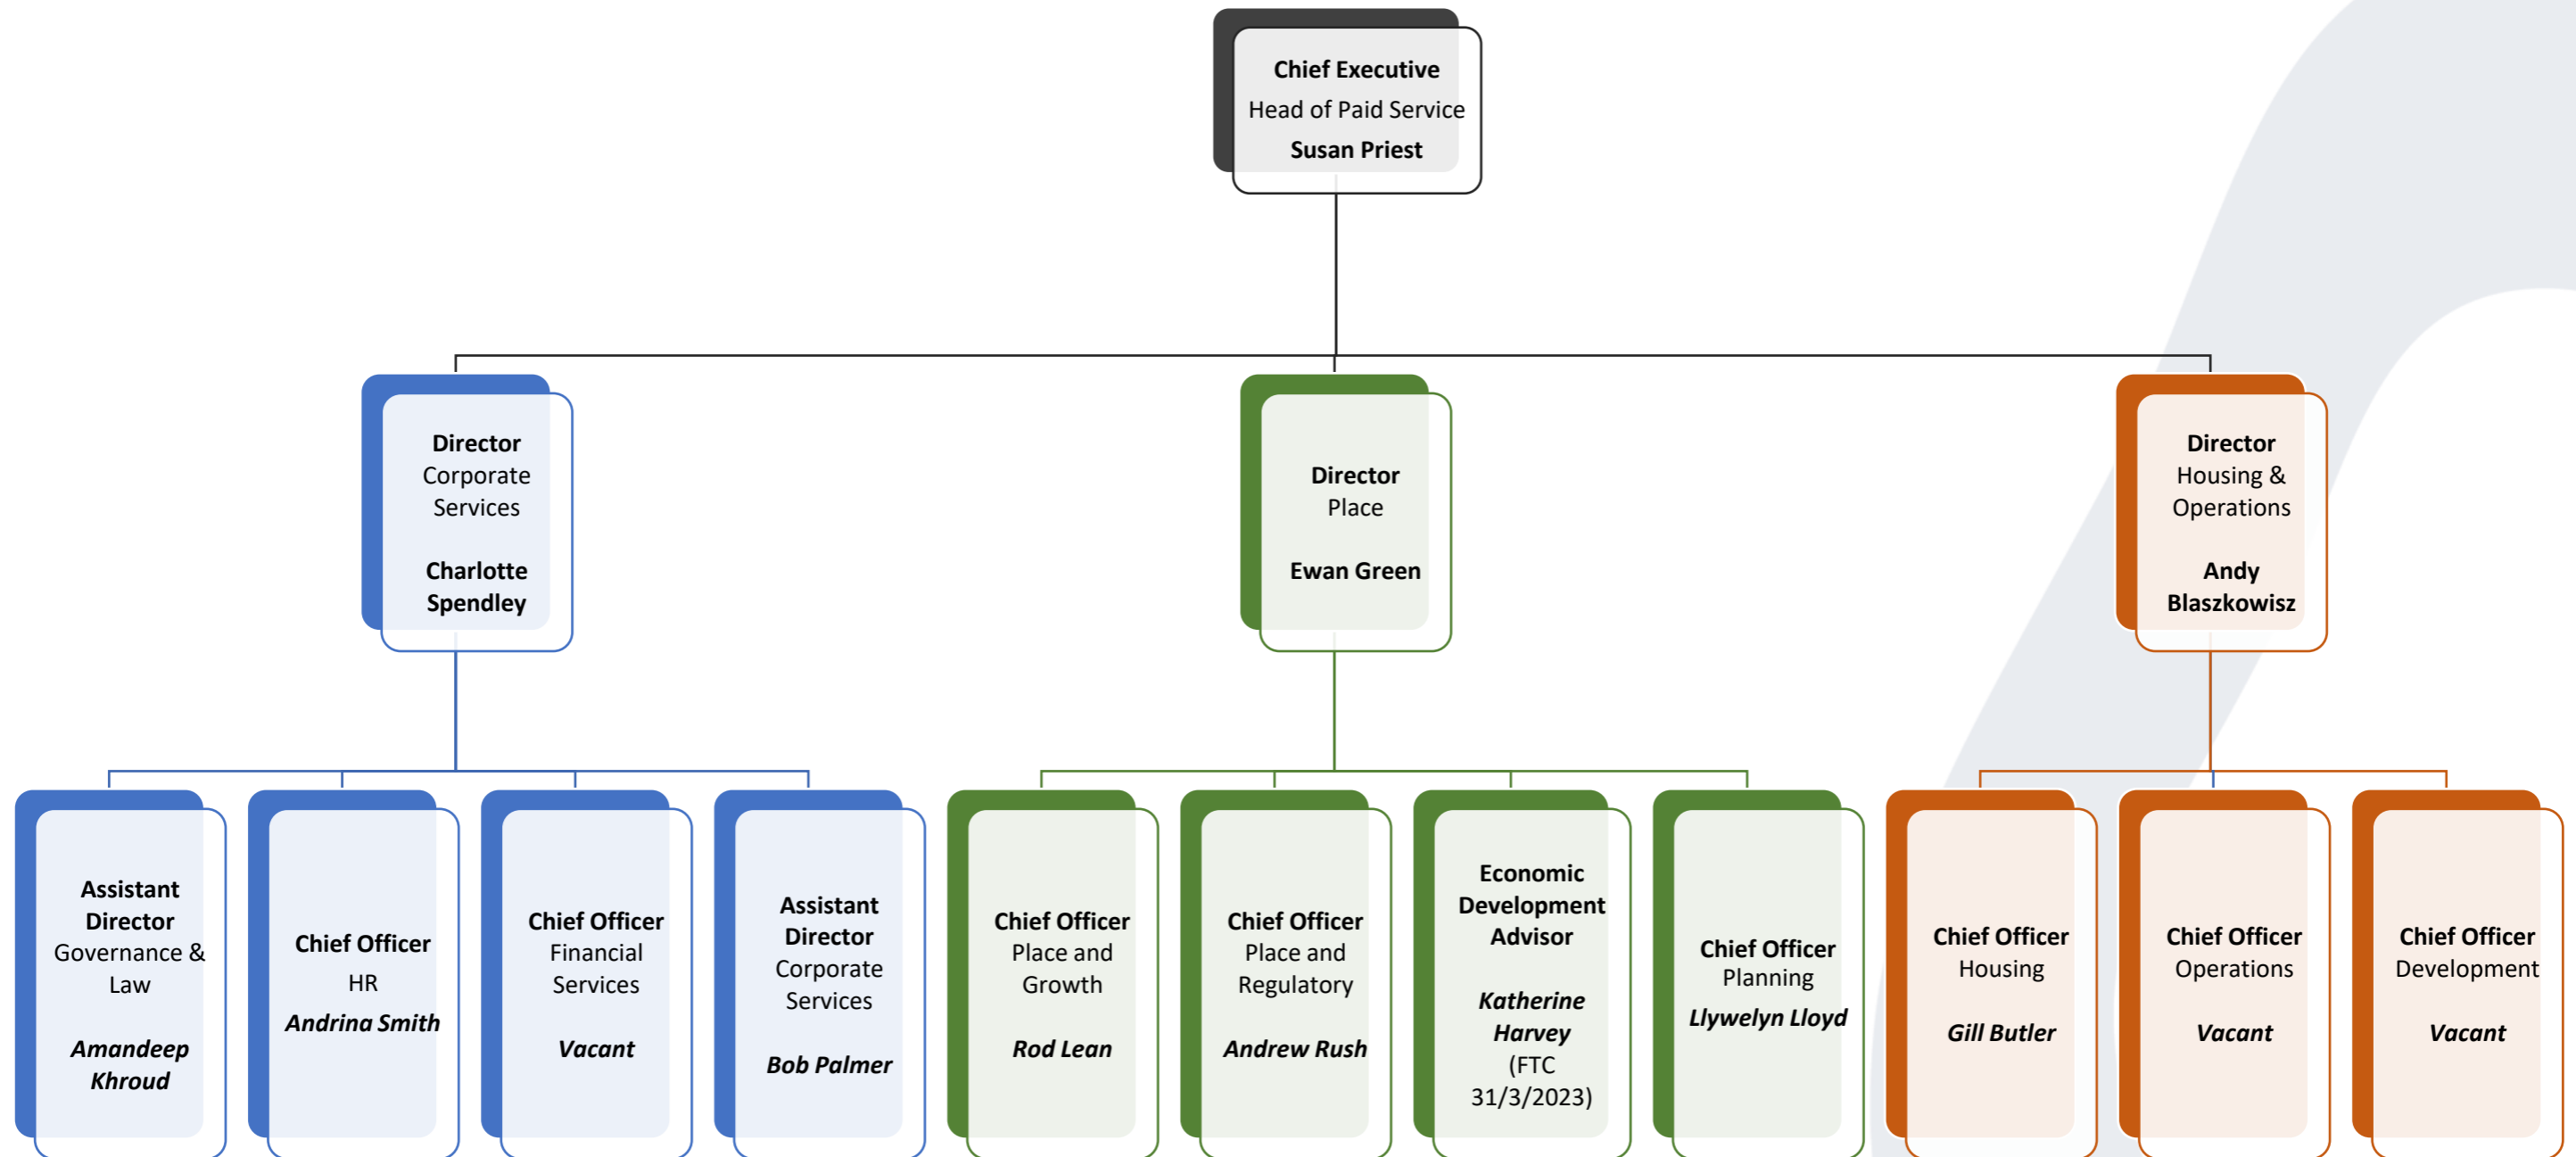 Chief Executive
Head of Paid Service
Susan Priest
Director
Corporate
Services
Charlotte
Spendley
Director
Place
Ewan Green
Director
Housing &
Operations
Andy
Blaszkowisz
Assistant
Director
Governance &
Law
Amandeep
Khroud
Chief Officer
HR
Andrina Smith
Chief Officer
Financial
Services
Vacant
Assistant
Director
Corporate
Services
Bob Palmer
Chief Officer
Place and
Growth
Rod Lean
Chief Officer
Place and
Regulatory
Andrew Rush
Economic
Development
Advisor
Katherine
Harvey
(FTC
31/3/2023)
Chief Officer
Planning
Llywelyn Lloyd
Chief Officer
Housing
Gill Butler
Chief Officer
Operations
Vacant
Chief Officer
Development
Vacant